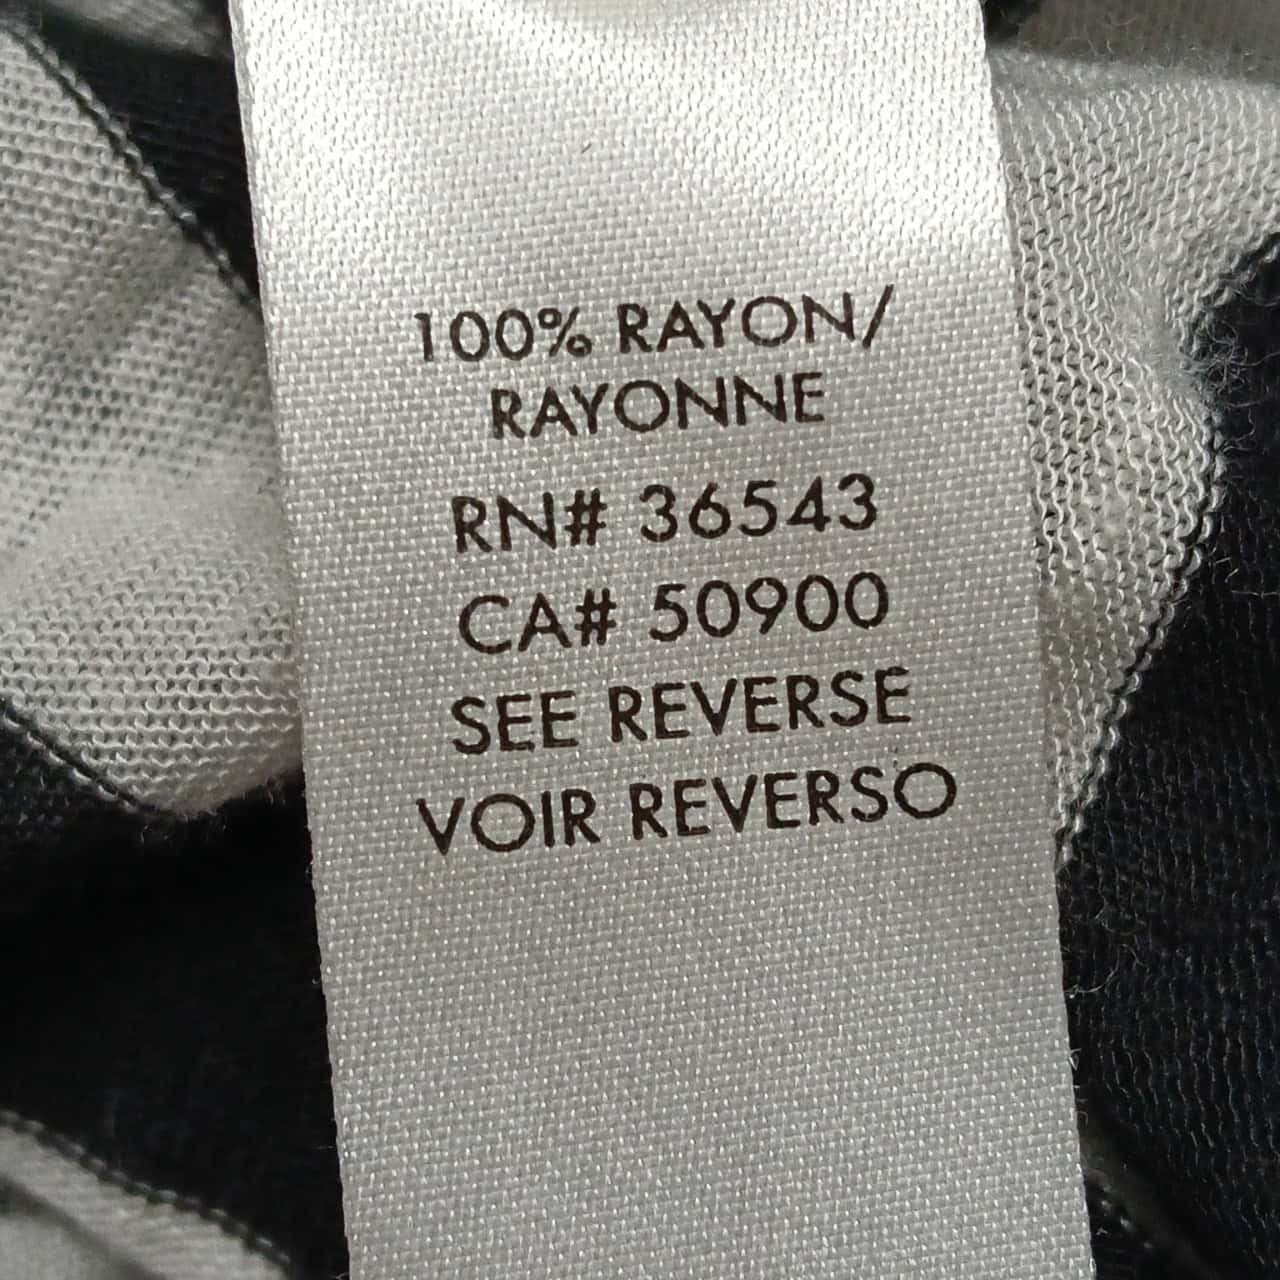 100% RAYON/
RAYONNE
RN# 36543
CA# 50900
SEE REVERSE
VOIR REVERSO